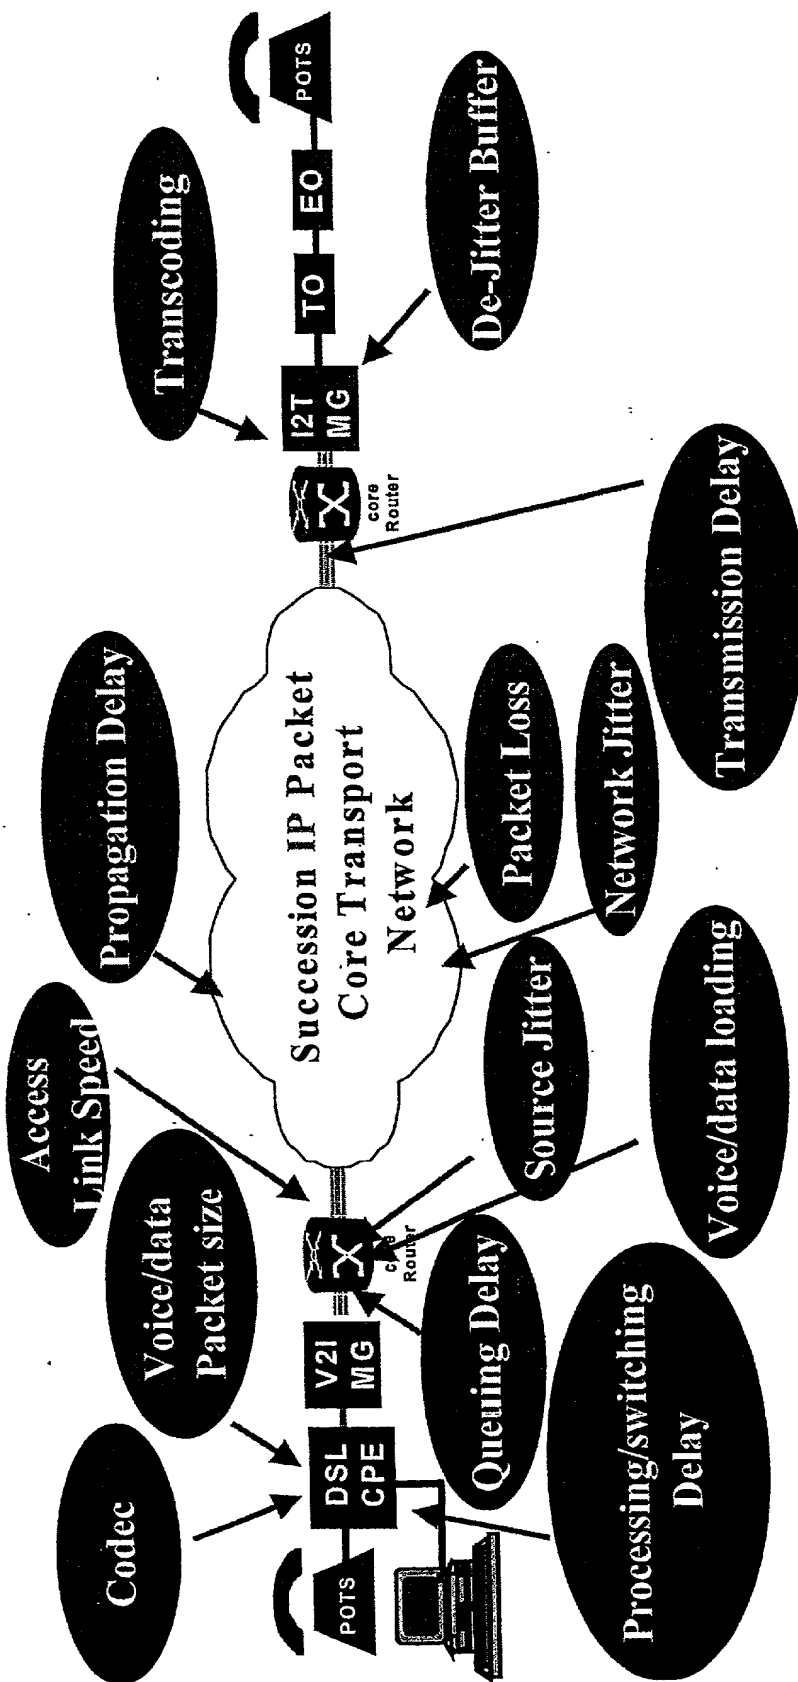 Codec
Voice/data
Packet size
Access
Link Speed
Propagation Delay
Transcoding
POTS
DSL
CPE
V2I
MG
core
Router
Succession IP Packet
Core Transport
Network
core
Router
I2T
MG
TO
EO
POTS
Processing/switching
Delay
Queuing Delay
Voice/data loading
Source Jitter
Network Jitter
Packet Loss
Transmission Delay
De-Jitter Buffer